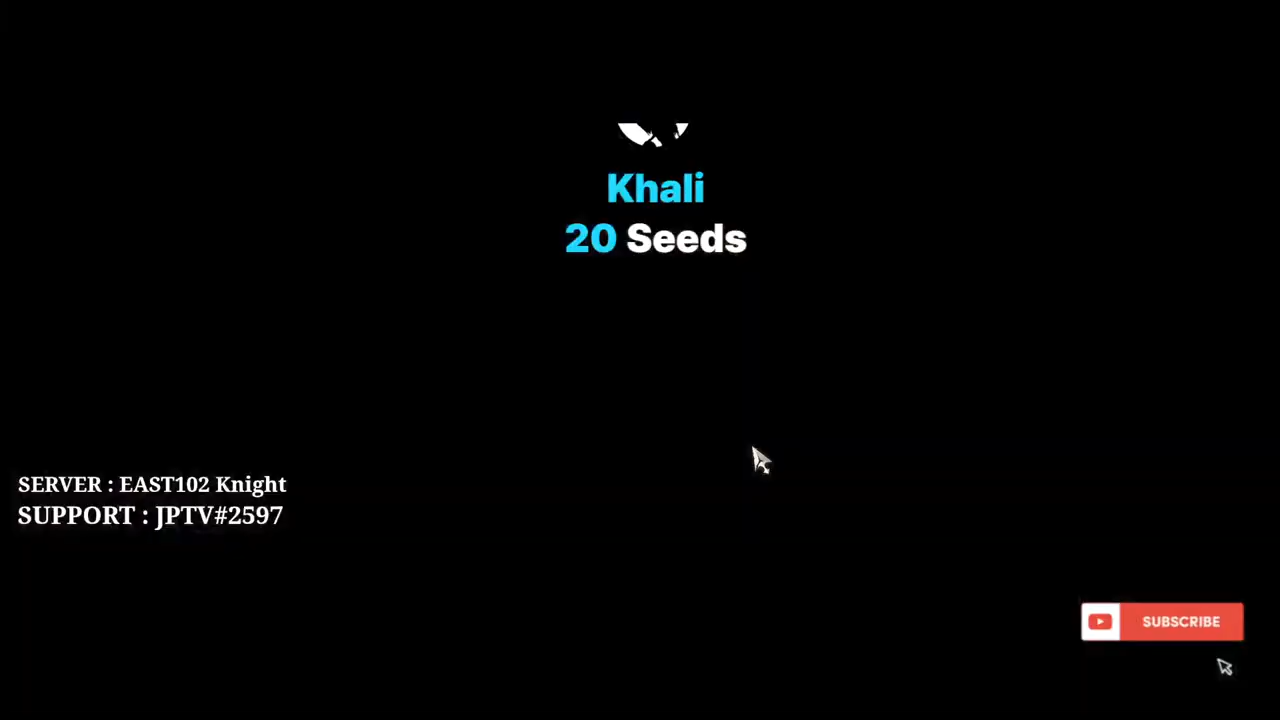 Khali
20 Seeds
SERVER : EAST102 Knight
SUPPORT : JPTV#2597
SUBSCRIBE